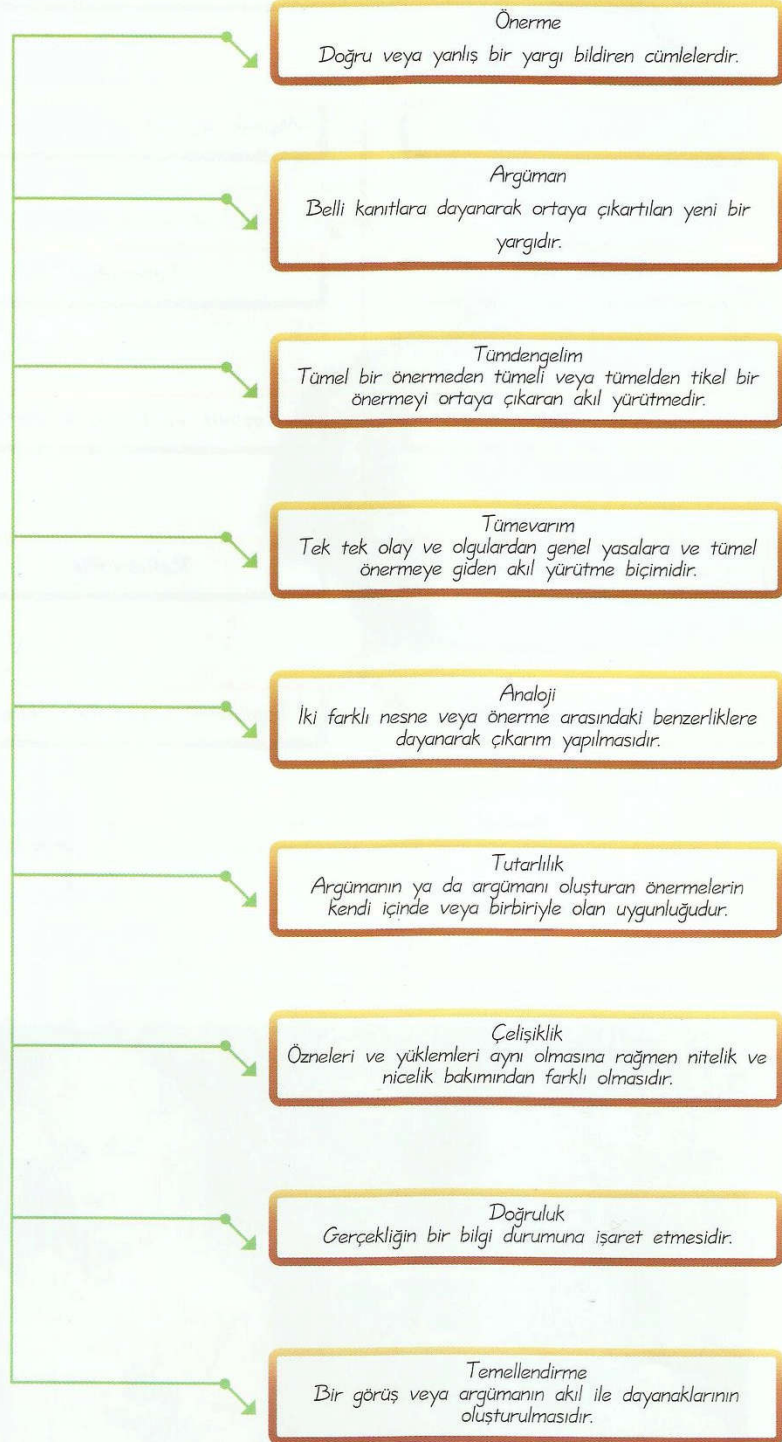 Önerme
Doğru veya yanlış bir yargı bildiren cümlelerdir.
Argüman
Belli kanıtlara dayanarak ortaya çıkartılan yeni bir
yargıdır.
Tümdengelim
Tümel bir önermeden tümeli veya tümelden tikel bir
önermeyi ortaya çıkaran akıl yürütmedir.
Tümevarım
Tek tek olay ve olgulardan genel yasalara ve tümel
önermeye giden akıl yürütme biçimidir.
Analoji
İki farklı nesne veya önerme arasındaki benzerliklere
dayanarak çıkarım yapılmasıdır.
Tutarlılık
Argümanın ya da argümanı oluşturan önermelerin
kendi içinde veya birbiriyle olan uygunluğudur.
Çelişiklik
Özneleri ve yüklemleri aynı olmasına rağmen nitelik ve
nicelik bakımından farklı olmasıdır.
Doğruluk
Gerçekliğin bir bilgi durumuna işaret etmesidir.
Temellendirme
Bir görüş veya argümanın akıl ile dayanaklarının
oluşturulmasıdır.